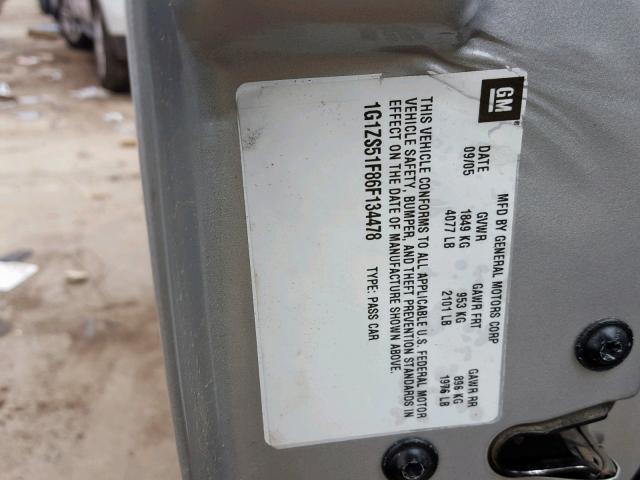 GM
MFD BY GENERAL MOTORS CORP
DATE GVWR GAWR FRT GAWR RR
09/05 1849 KG 953 KG 896 KG
4077 LB 2101 LB 1976 LB
THIS VEHICLE CONFORMS TO ALL APPLICABLE U.S. FEDERAL MOTOR
VEHICLE SAFETY, BUMPER, AND THEFT PREVENTION STANDARDS IN
EFFECT ON THE DATE OF MANUFACTURE SHOWN ABOVE.
1G1ZS51F86F134478 TYPE: PASS CAR